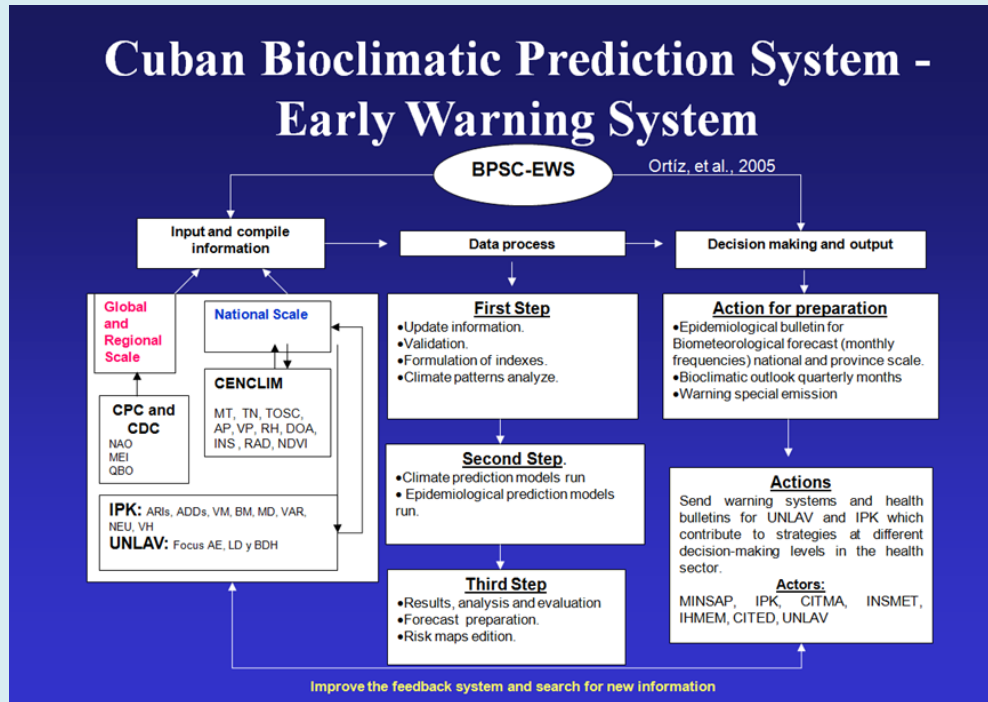 Cuban Bioclimatic Prediction System -
Early Warning System
BPSC-EWS
Ortíz, et al., 2005
Input and compile
information
Data process
Decision making and output
Global
and
Regional
Scale
National Scale
CPC and
CDC
NAO
MEI
QBO
CENCLIM
MT, TN, TOSC,
AP, VP, RH, DOA,
INS , RAD, NDVI
IPK: ARIs, ADDs, VM, BM, MD, VAR,
NEU, VH
UNLAV: Focus AE, LD y BDH
First Step
•Update information.
•Validation.
•Formulation of indexes.
•Climate patterns analyze.
Second Step.
•Climate prediction models run
• Epidemiological prediction models
run.
Third Step
•Results, analysis and evaluation
•Forecast preparation.
•Risk maps edition.
Action for preparation
•Epidemiological bulletin for
Biometeorological forecast (monthly
frequencies) national and province scale.
•Bioclimatic outlook quarterly months
•Warning special emission
Actions
Send warning systems and health
bulletins for UNLAV and IPK which
contribute to strategies at different
decision-making levels in the health
sector.
Actors:
MINSAP, IPK, CITMA, INSMET,
IHMEM, CITED, UNLAV
Improve the feedback system and search for new information